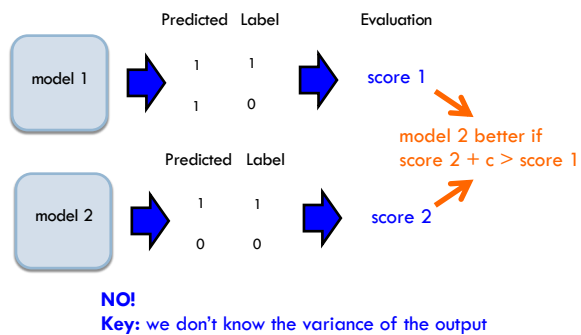 Predicted Label Evaluation
model 1
1 1
score 1
1 0
model 2 better if
score 2 + c > score 1
Predicted Label
model 2
1 1
score 2
0 0
NO!
Key: we don't know the variance of the output